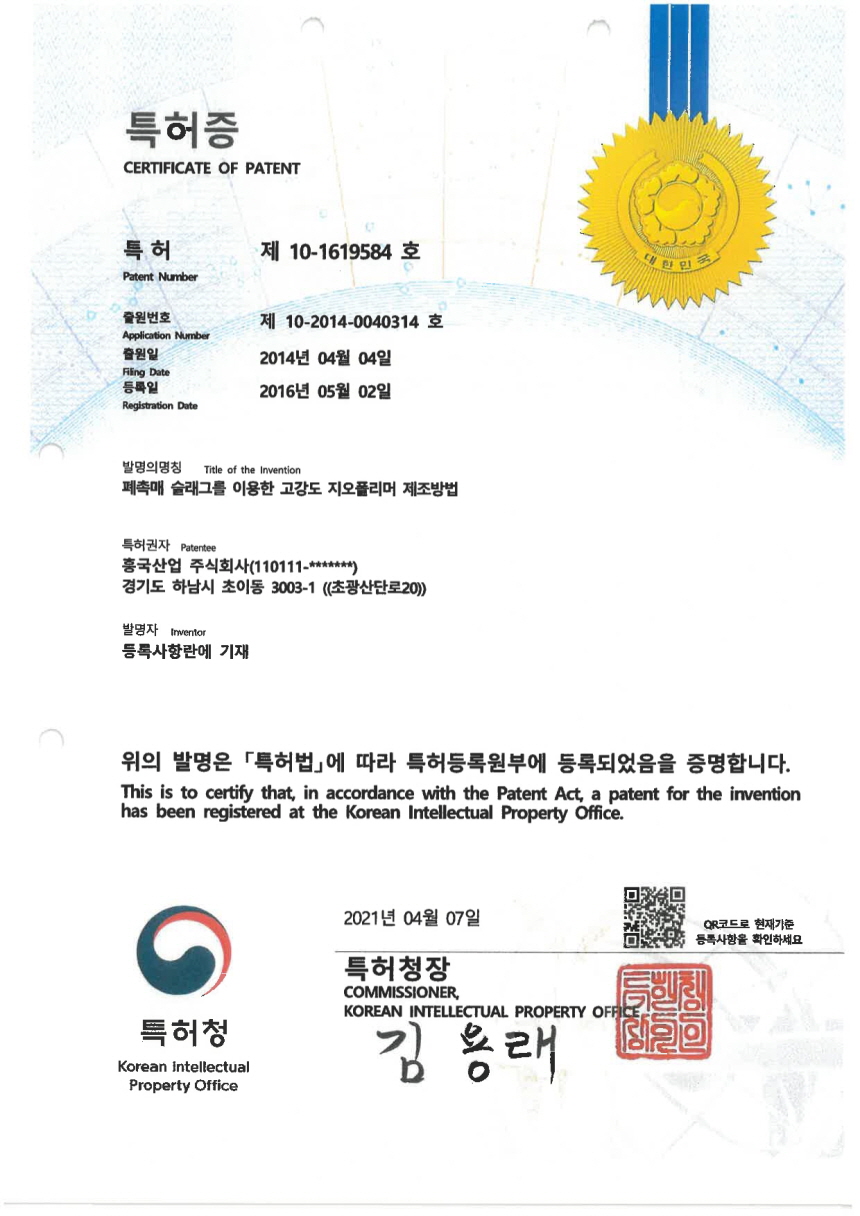 특허증
CERTIFICATE OF PATENT
대한민국
특허 제 10-1619584 호
Patent Number
출원번호 제 10-2014-0040314 호
Application Number
출원일 2014년 04월 04일
Filing Date
등록일 2016년 05월 02일
Registration Date
발명의명칭 Title of the Invention
폐촉매 슬래그를 이용한 고강도 지오폴리머 제조방법
특허권자 Patentee
흥국산업 주식회사(110111-*******)
경기도 하남시 초이동 3003-1 ((초광산단로20))
발명자 Inventor
등록사항란에 기재
위의 발명은 「특허법」에 따라 특허등록원부에 등록되었음을 증명합니다.
This is to certify that, in accordance with the Patent Act, a patent for the invention
has been registered at the Korean Intellectual Property Office.
2021년 04월 07일
QR코드로 현재기준
등록사항을 확인하세요
특허청장
COMMISSIONER,
KOREAN INTELLECTUAL PROPERTY OFFICE
김용래
특허청
Korean Intellectual
Property Office